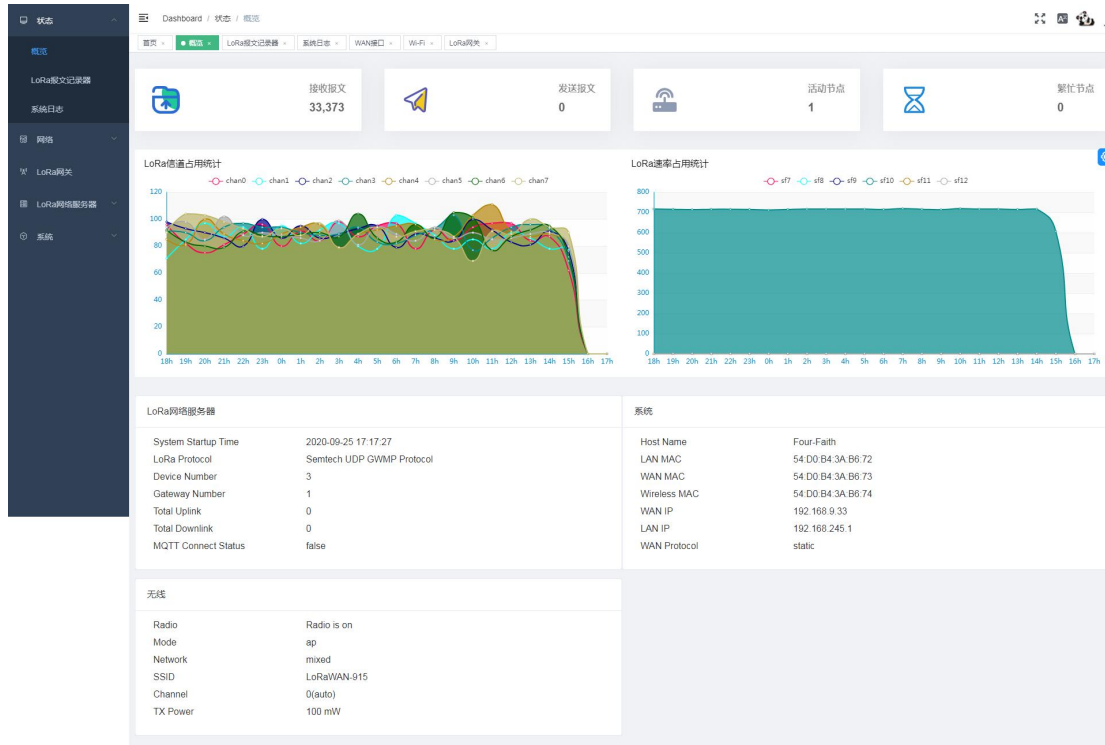 状态
概览
LoRa报文记录器
系统日志
网络
LoRa网关
LoRa网络服务器
系统
Dashboard / 状态 / 概览
首页 × 概览 × LoRa报文记录器 × 系统日志 × WAN接口 × Wi-Fi × LoRa网关 ×
接收报文
33,373
发送报文
0
活动节点
1
繁忙节点
0
LoRa信道占用统计
chan0 chan1 chan2 chan3 chan4 chan5 chan6 chan7
120
100
80
60
40
20
0
18h 19h 20h 21h 22h 23h 0h 1h 2h 3h 4h 5h 6h 7h 8h 9h 10h 11h 12h 13h 14h 15h 16h 17h
LoRa速率占用统计
sf7 sf8 sf9 sf10 sf11 sf12
800
700
600
500
400
300
200
100
0
18h 19h 20h 21h 22h 23h 0h 1h 2h 3h 4h 5h 6h 7h 8h 9h 10h 11h 12h 13h 14h 15h 16h 17h
LoRa网络服务器
System Startup Time 2020-09-25 17:17:27
LoRa Protocol Semtech UDP GWMP Protocol
Device Number 3
Gateway Number 1
Total Uplink 0
Total Downlink 0
MQTT Connect Status false
系统
Host Name Four-Faith
LAN MAC 54:D0:B4:3A:B6:72
WAN MAC 54:D0:B4:3A:B6:73
Wireless MAC 54:D0:B4:3A:B6:74
WAN IP 192.168.9.33
LAN IP 192.168.245.1
WAN Protocol static
无线
Radio Radio is on
Mode ap
Network mixed
SSID LoRaWAN-915
Channel 0(auto)
TX Power 100 mW